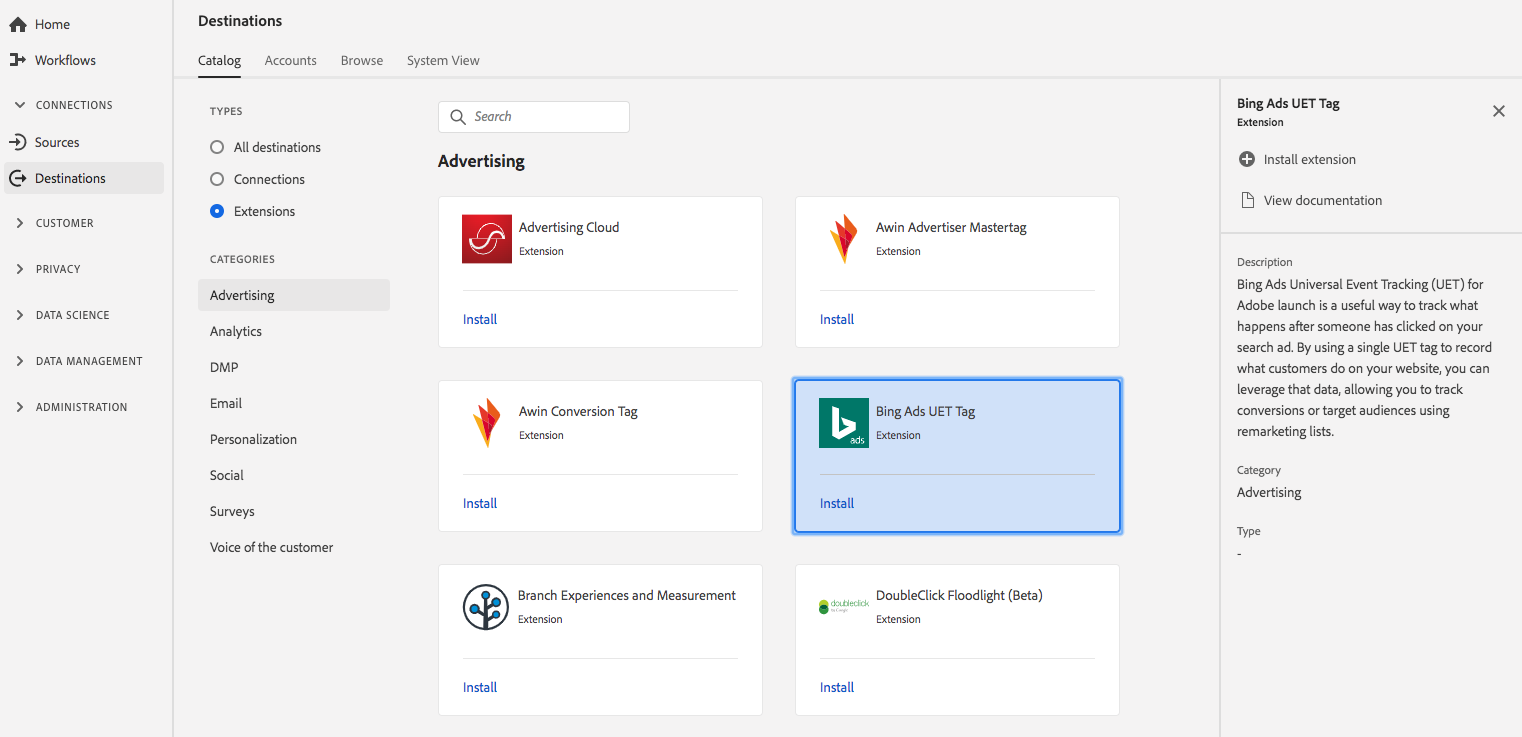 Home
Workflows
CONNECTIONS
Sources
Destinations
CUSTOMER
PRIVACY
DATA SCIENCE
DATA MANAGEMENT
ADMINISTRATION
Destinations
Catalog Accounts Browse System View
TYPES
All destinations
Connections
Extensions
CATEGORIES
Advertising
Analytics
DMP
Email
Personalization
Social
Surveys
Voice of the customer
Search
Advertising
Advertising Cloud
Extension
Install
Awin Advertiser Mastertag
Extension
Install
Awin Conversion Tag
Extension
Install
ads
Bing Ads UET Tag
Extension
Install
Branch Experiences and Measurement
Extension
Install
doubleclick
by Google
DoubleClick Floodlight (Beta)
Extension
Install
Bing Ads UET Tag
Extension
Install extension
View documentation
Description
Bing Ads Universal Event Tracking (UET) for
Adobe launch is a useful way to track what
happens after someone has clicked on your
search ad. By using a single UET tag to record
what customers do on your website, you can
leverage that data, allowing you to track
conversions or target audiences using
remarketing lists.
Category
Advertising
Type
-